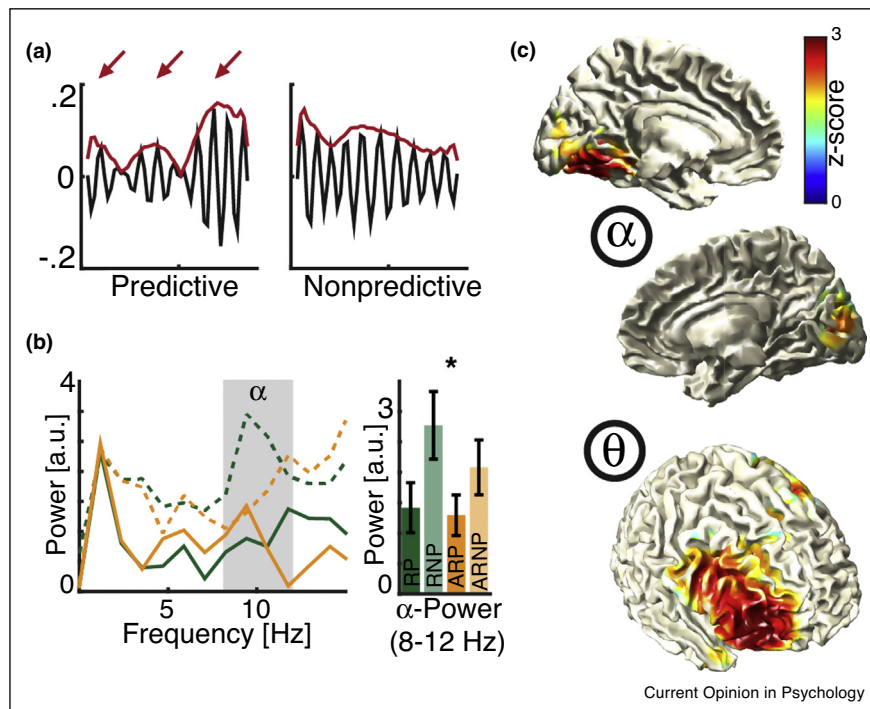 (a)
.2
0
-.2
Predictive
Nonpredictive
(b)
4
Power [a.u.]
0
α
5
10
Frequency [Hz]
3
Power [a.u.]
0
*
RP
RNP
ARP
ARNP
α-Power
(8-12 Hz)
(c)
3
z-score
0
α
θ
Current Opinion in Psychology